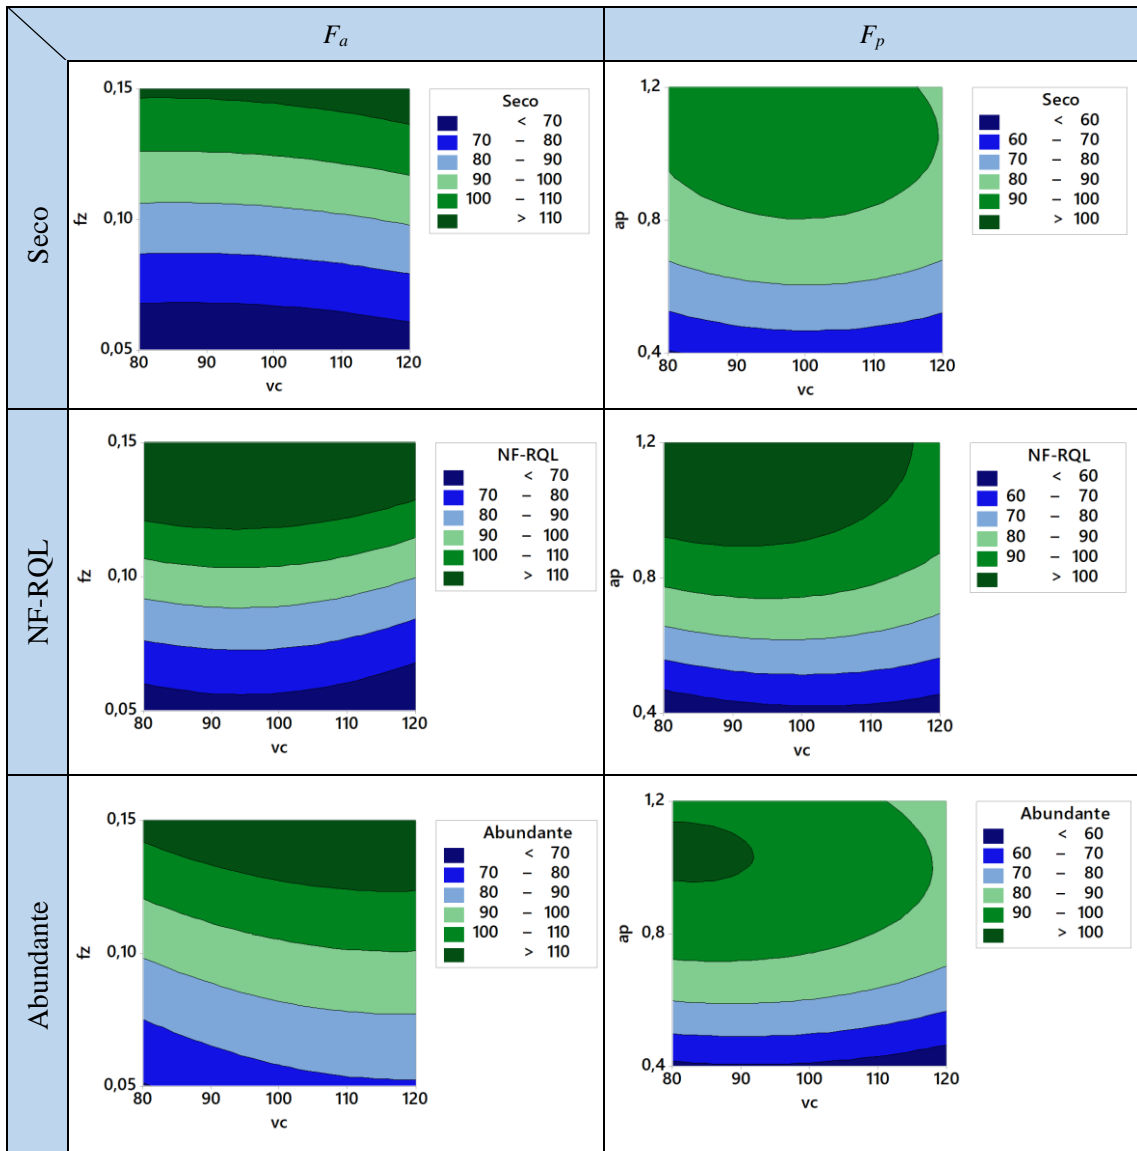 Fa Fp
Seco
0,15
0,10
0,05
fz
80 90 100 110 120
vc
Seco
< 70
70 – 80
80 – 90
90 – 100
100 – 110
> 110
1,2
0,8
0,4
ap
80 90 100 110 120
vc
Seco
< 60
60 – 70
70 – 80
80 – 90
90 – 100
> 100
NF-RQL
0,15
0,10
0,05
fz
80 90 100 110 120
vc
NF-RQL
< 70
70 – 80
80 – 90
90 – 100
100 – 110
> 110
1,2
0,8
0,4
ap
80 90 100 110 120
vc
NF-RQL
< 60
60 – 70
70 – 80
80 – 90
90 – 100
> 100
Abundante
0,15
0,10
0,05
fz
80 90 100 110 120
vc
Abundante
< 70
70 – 80
80 – 90
90 – 100
100 – 110
> 110
1,2
0,8
0,4
ap
80 90 100 110 120
vc
Abundante
< 60
60 – 70
70 – 80
80 – 90
90 – 100
> 100